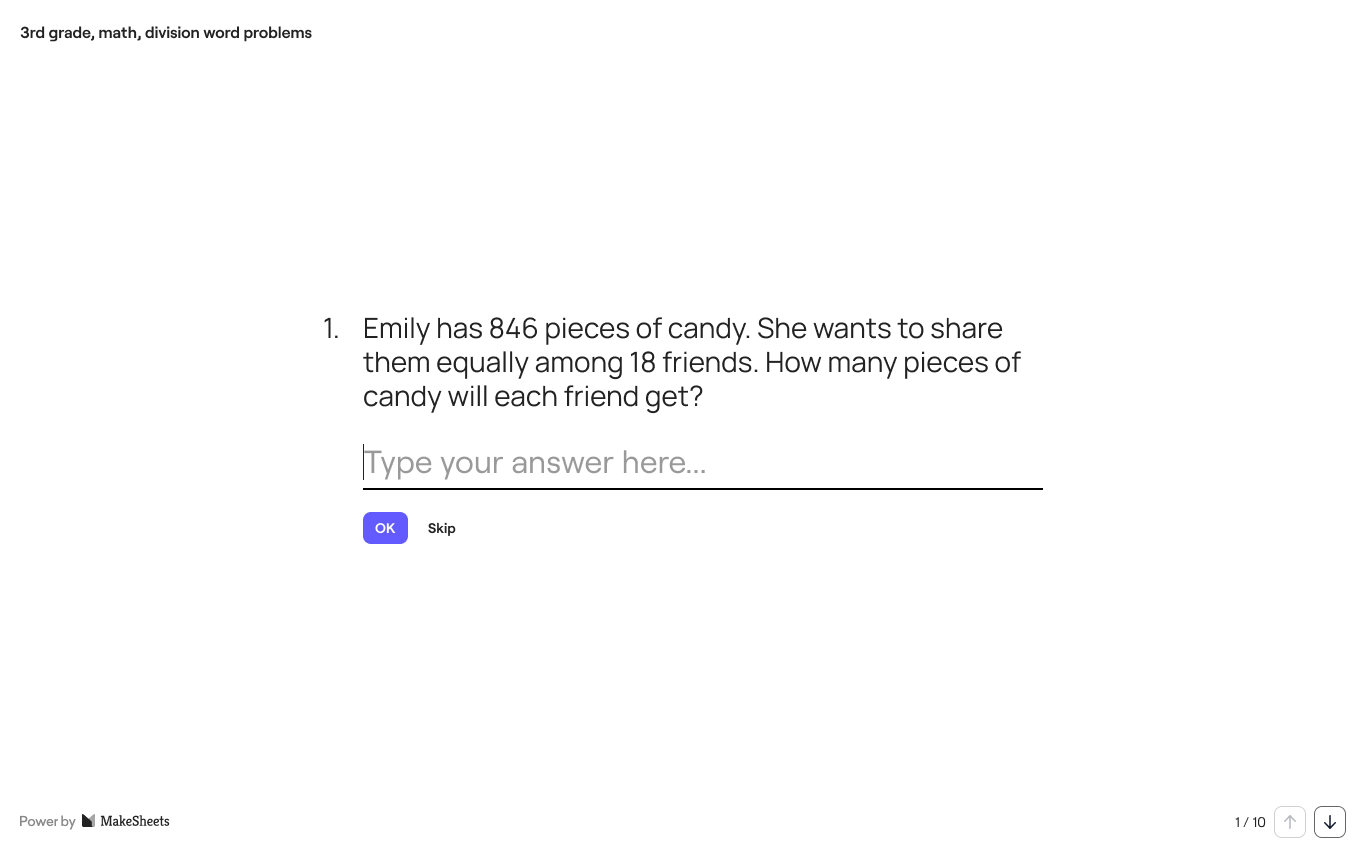 3rd grade, math, division word problems
1. Emily has 846 pieces of candy. She wants to share
them equally among 18 friends. How many pieces of
candy will each friend get?
Type your answer here...
OK Skip
Power by MakeSheets
1 / 10